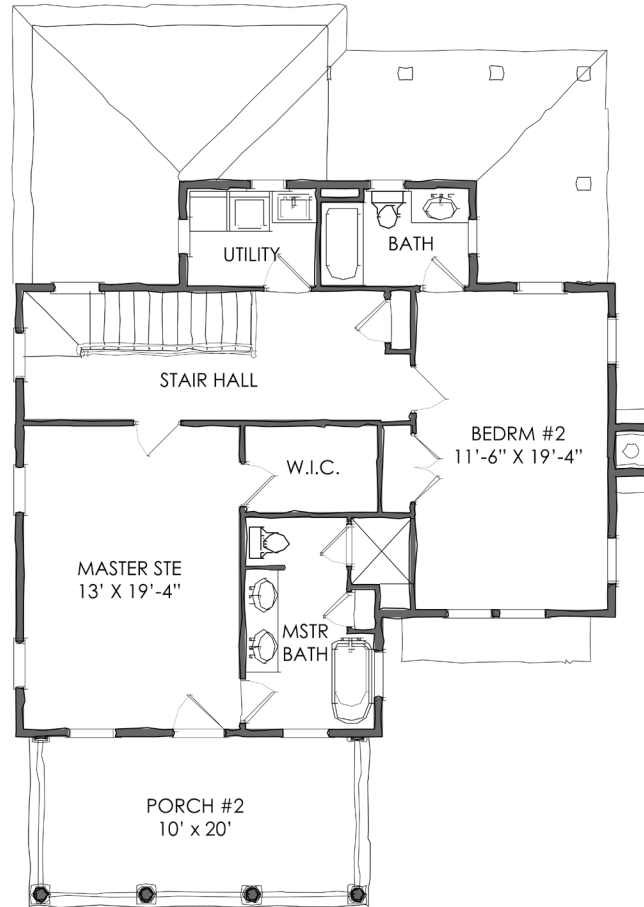 UTILITY
BATH
STAIR HALL
BEDRM #2
11'-6" X 19'-4"
W.I.C.
MASTER STE
13' X 19'-4"
MSTR
BATH
PORCH #2
10' x 20'